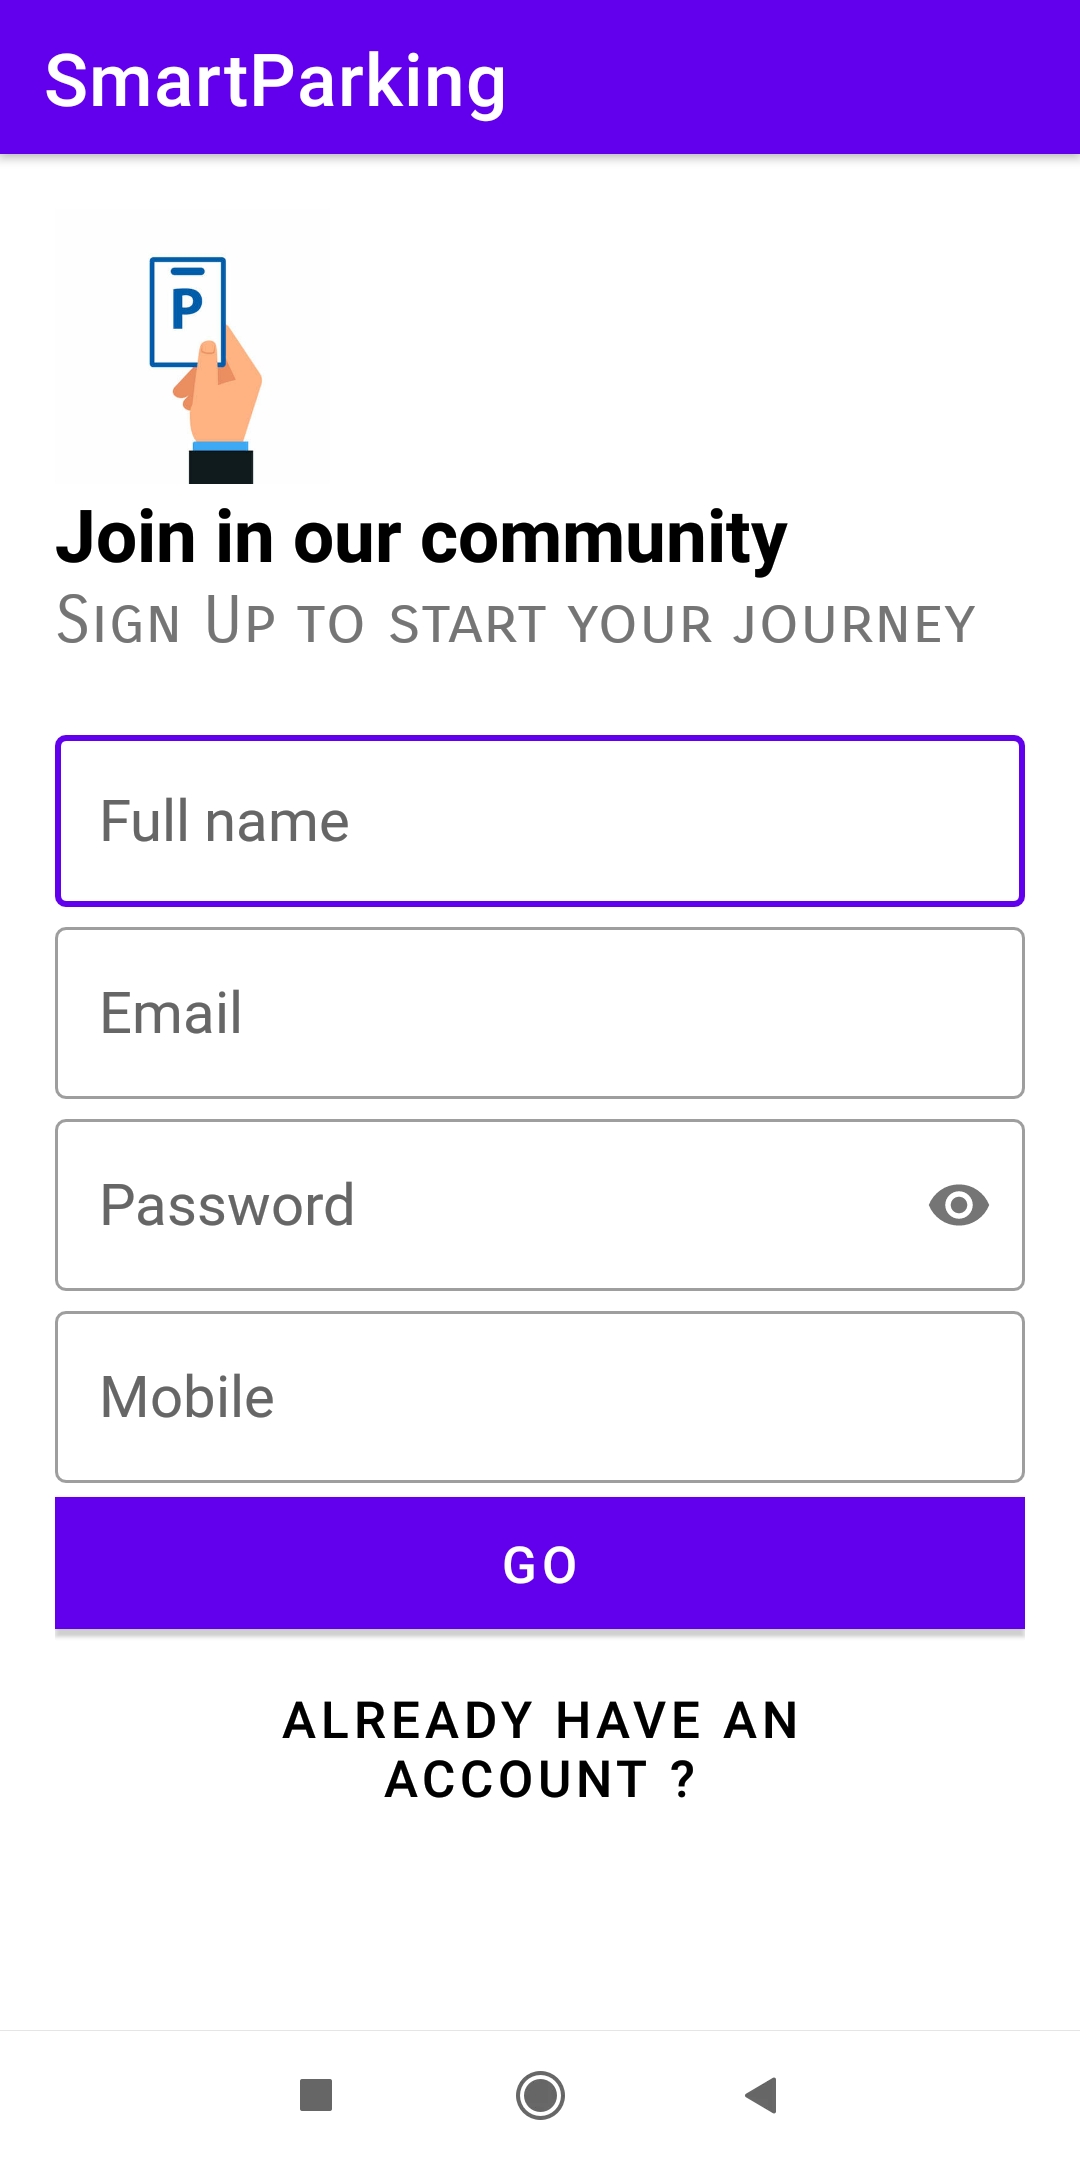 SmartParking
P
Join in our community
Sign Up to start your journey
Full name
Email
Password
Mobile
GO
ALREADY HAVE AN
ACCOUNT ?